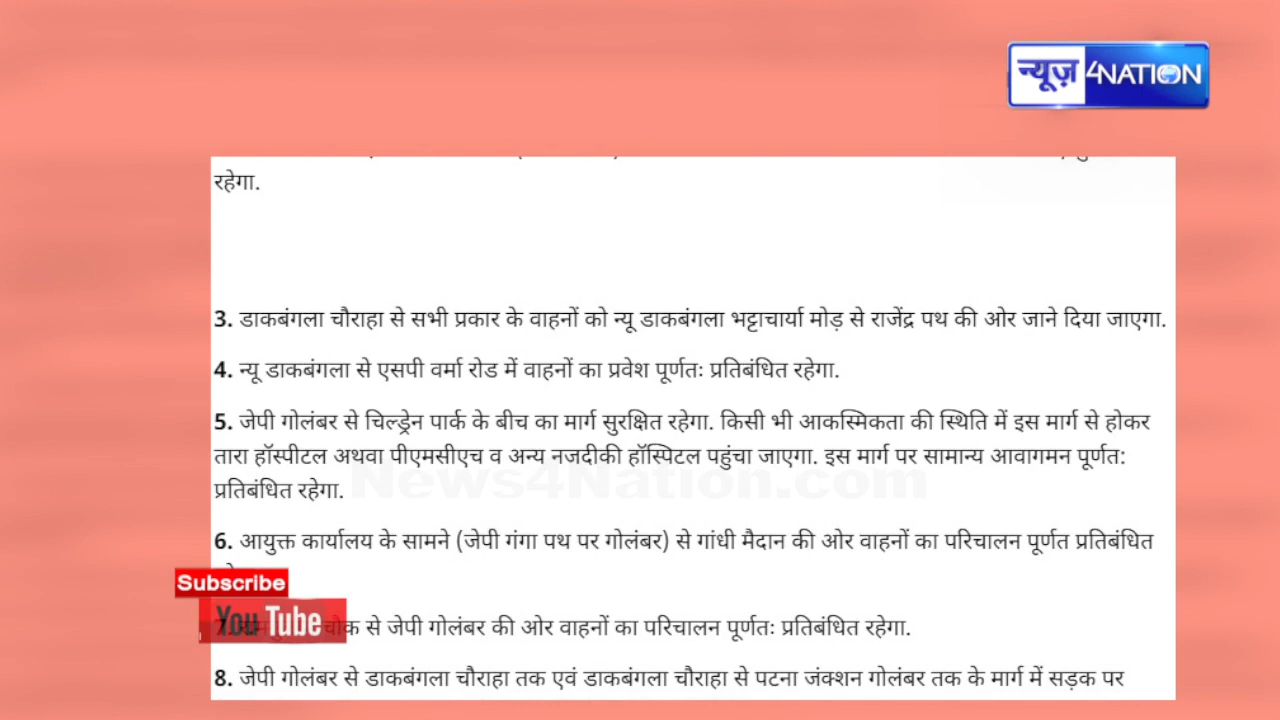 न्यूज़ 4NATION
रहेगा.
3. डाकबंगला चौराहा से सभी प्रकार के वाहनों को न्यू डाकबंगला भट्टाचार्या मोड़ से राजेंद्र पथ की ओर जाने दिया जाएगा.
4. न्यू डाकबंगला से एसपी वर्मा रोड में वाहनों का प्रवेश पूर्णतः प्रतिबंधित रहेगा.
5. जेपी गोलंबर से चिल्ड्रेन पार्क के बीच का मार्ग सुरक्षित रहेगा. किसी भी आकस्मिकता की स्थिति में इस मार्ग से होकर
तारा हॉस्पीटल अथवा पीएमसीएच व अन्य नजदीकी हॉस्पिटल पहुंचा जाएगा. इस मार्ग पर सामान्य आवागमन पूर्णत:
प्रतिबंधित रहेगा.
News4Nation.com
6. आयुक्त कार्यालय के सामने (जेपी गंगा पथ पर गोलंबर) से गांधी मैदान की ओर वाहनों का परिचालन पूर्णत प्रतिबंधित
Subscribe
YouTube
7. चौक से जेपी गोलंबर की ओर वाहनों का परिचालन पूर्णतः प्रतिबंधित रहेगा.
8. जेपी गोलंबर से डाकबंगला चौराहा तक एवं डाकबंगला चौराहा से पटना जंक्शन गोलंबर तक के मार्ग में सड़क पर